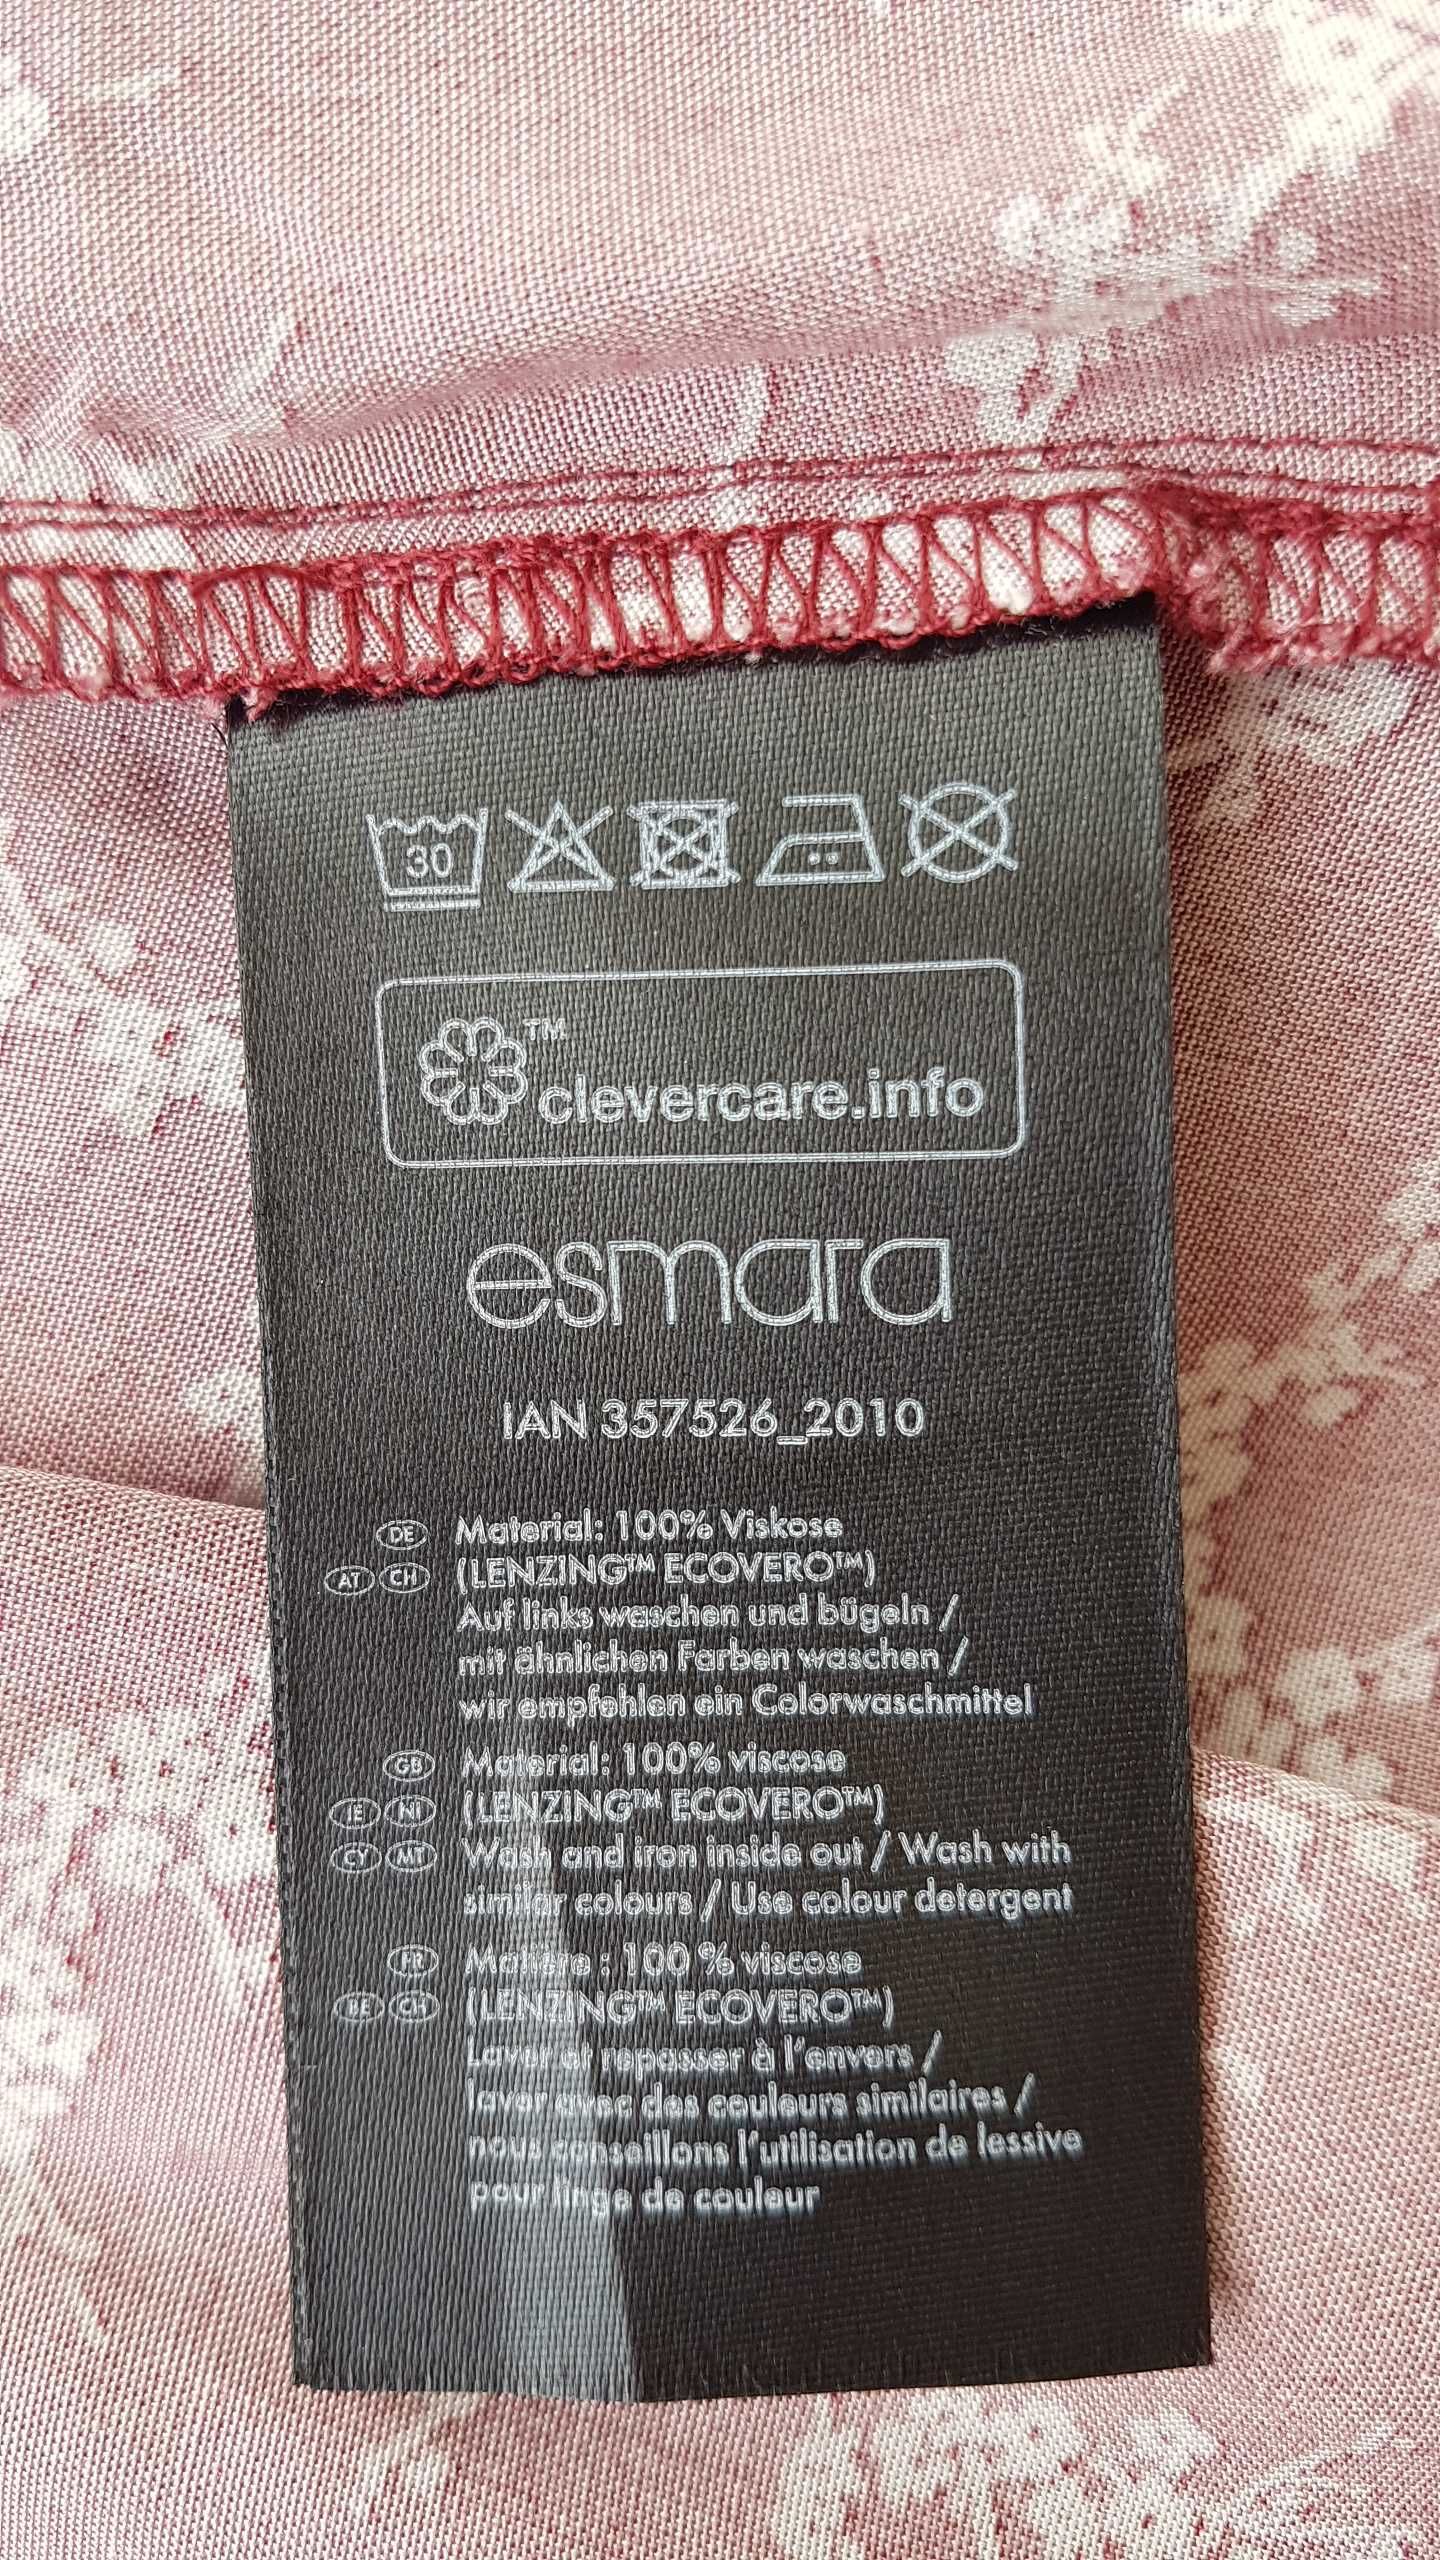 30
TM
clevercare.info
esmara
IAN 357526_2010
DE Material: 100% Viskose
AT CH (LENZING™ ECOVERO™)
Auf links waschen und bügeln /
mit ähnlichen Farben waschen /
wir empfehlen ein Colorwaschmittel
GB Material: 100% viscose
IE NI (LENZING™ ECOVERO™)
CY MT Wash and iron inside out / Wash with
similar colours / Use colour detergent
FR Matière : 100 % viscose
BE CH (LENZING™ ECOVERO™)
Laver et repasser à l'envers /
laver avec des couleurs similaires /
nous conseillons l'utilisation de lessive
pour linge de couleur